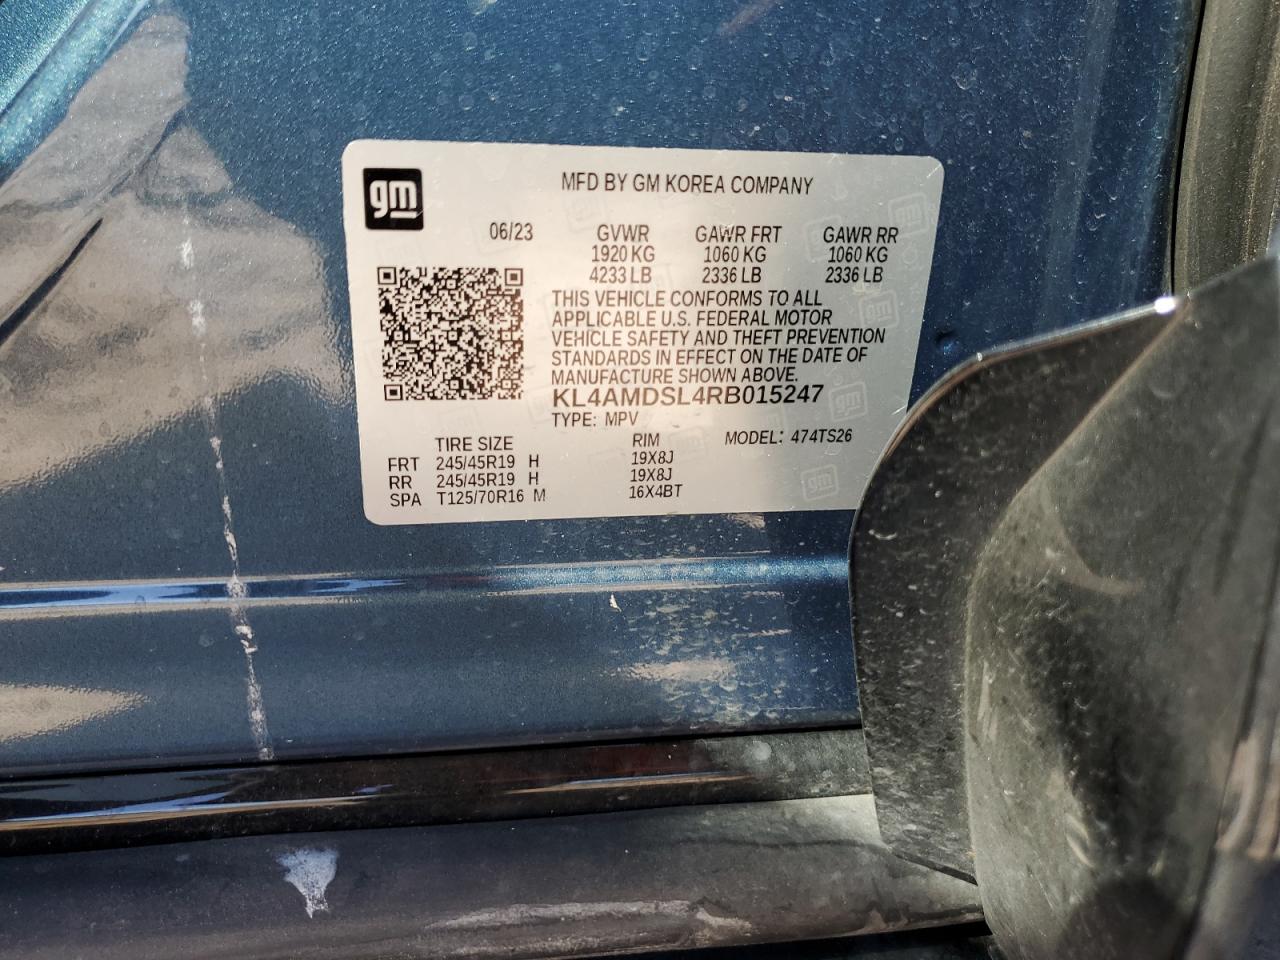 gm
MFD BY GM KOREA COMPANY
06/23 GVWR GAWR FRT GAWR RR
1920 KG 1060 KG 1060 KG
4233 LB 2336 LB 2336 LB
THIS VEHICLE CONFORMS TO ALL
APPLICABLE U.S. FEDERAL MOTOR
VEHICLE SAFETY AND THEFT PREVENTION
STANDARDS IN EFFECT ON THE DATE OF
MANUFACTURE SHOWN ABOVE.
KL4AMDSL4RB015247
TYPE: MPV
TIRE SIZE RIM MODEL: 474TS26
FRT 245/45R19 H 19X8J
RR 245/45R19 H 19X8J
SPA T125/70R16 M 16X4BT